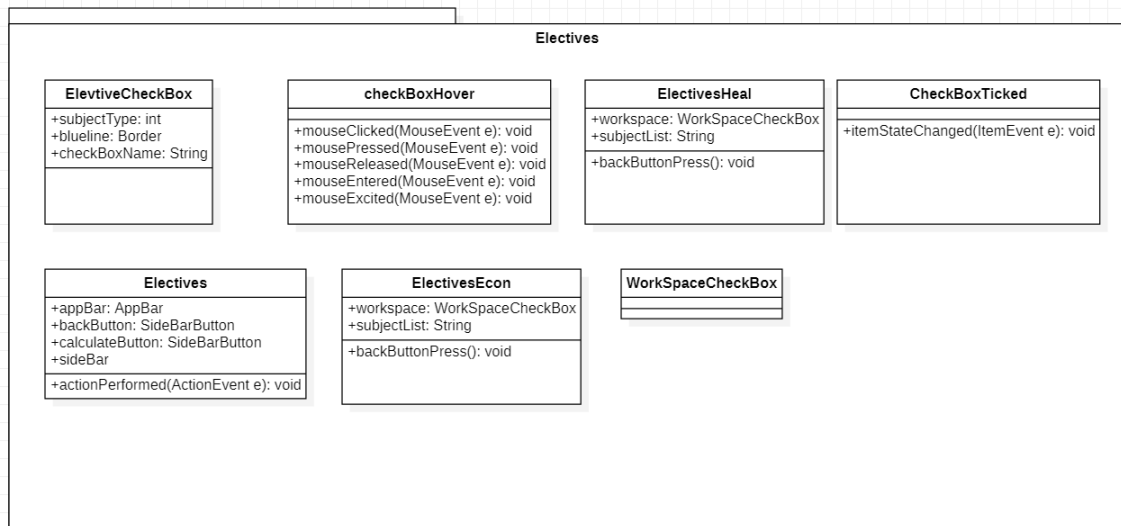 Electives
ElevtiveCheckBox
+subjectType: int
+blueline: Border
+checkBoxName: String
checkBoxHover
+mouseClicked(MouseEvent e): void
+mousePressed(MouseEvent e): void
+mouseReleased(MouseEvent e): void
+mouseEntered(MouseEvent e): void
+mouseExcited(MouseEvent e): void
ElectivesHeal
+workspace: WorkSpaceCheckBox
+subjectList: String
+backButtonPress(): void
CheckBoxTicked
+itemStateChanged(ItemEvent e): void
Electives
+appBar: AppBar
+backButton: SideBarButton
+calculateButton: SideBarButton
+sideBar
+actionPerformed(ActionEvent e): void
ElectivesEcon
+workspace: WorkSpaceCheckBox
+subjectList: String
+backButtonPress(): void
WorkSpaceCheckBox